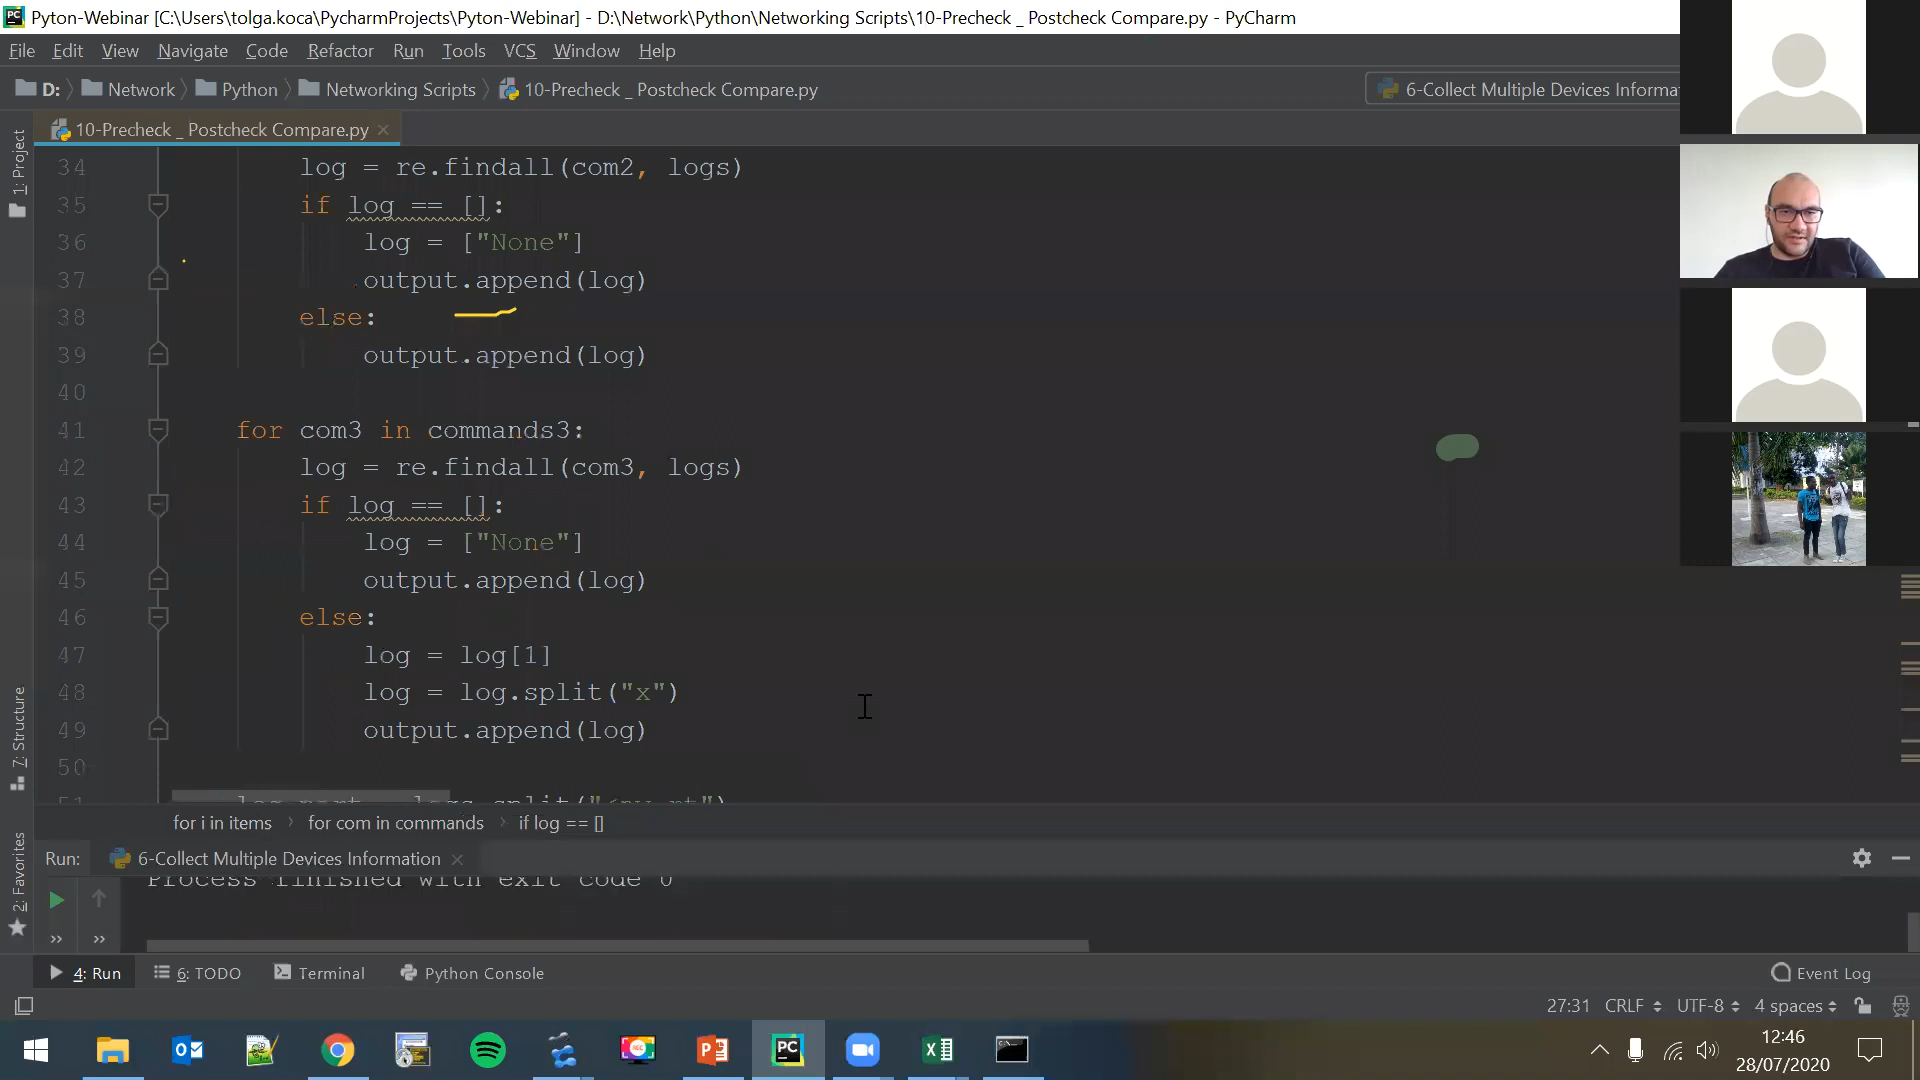 Pyton-Webinar [C:\Users\tolga.koca\PycharmProjects\Pyton-Webinar] - D:\Network\Python\Networking Scripts\10-Precheck _ Postcheck Compare.py - PyCharm
File Edit View Navigate Code Refactor Run Tools VCS Window Help
D: Network Python Networking Scripts 10-Precheck _ Postcheck Compare.py 6-Collect Multiple Devices Informa
10-Precheck _ Postcheck Compare.py
1: Project
34 log = re.findall(com2, logs)
35 if log == []:
36 log = ["None"]
37 output.append(log)
38 else:
39 output.append(log)
40
41 for com3 in commands3:
42 log = re.findall(com3, logs)
43 if log == []:
44 log = ["None"]
45 output.append(log)
46 else:
47 log = log[1]
48 log = log.split("x")
49 output.append(log)
50
7: Structure
2: Favorites
for i in items for com in commands if log == []
Run: 6-Collect Multiple Devices Information
Process finished with exit code 0
4: Run 6: TODO Terminal Python Console Event Log
27:31 CRLF UTF-8 4 spaces
12:46
28/07/2020